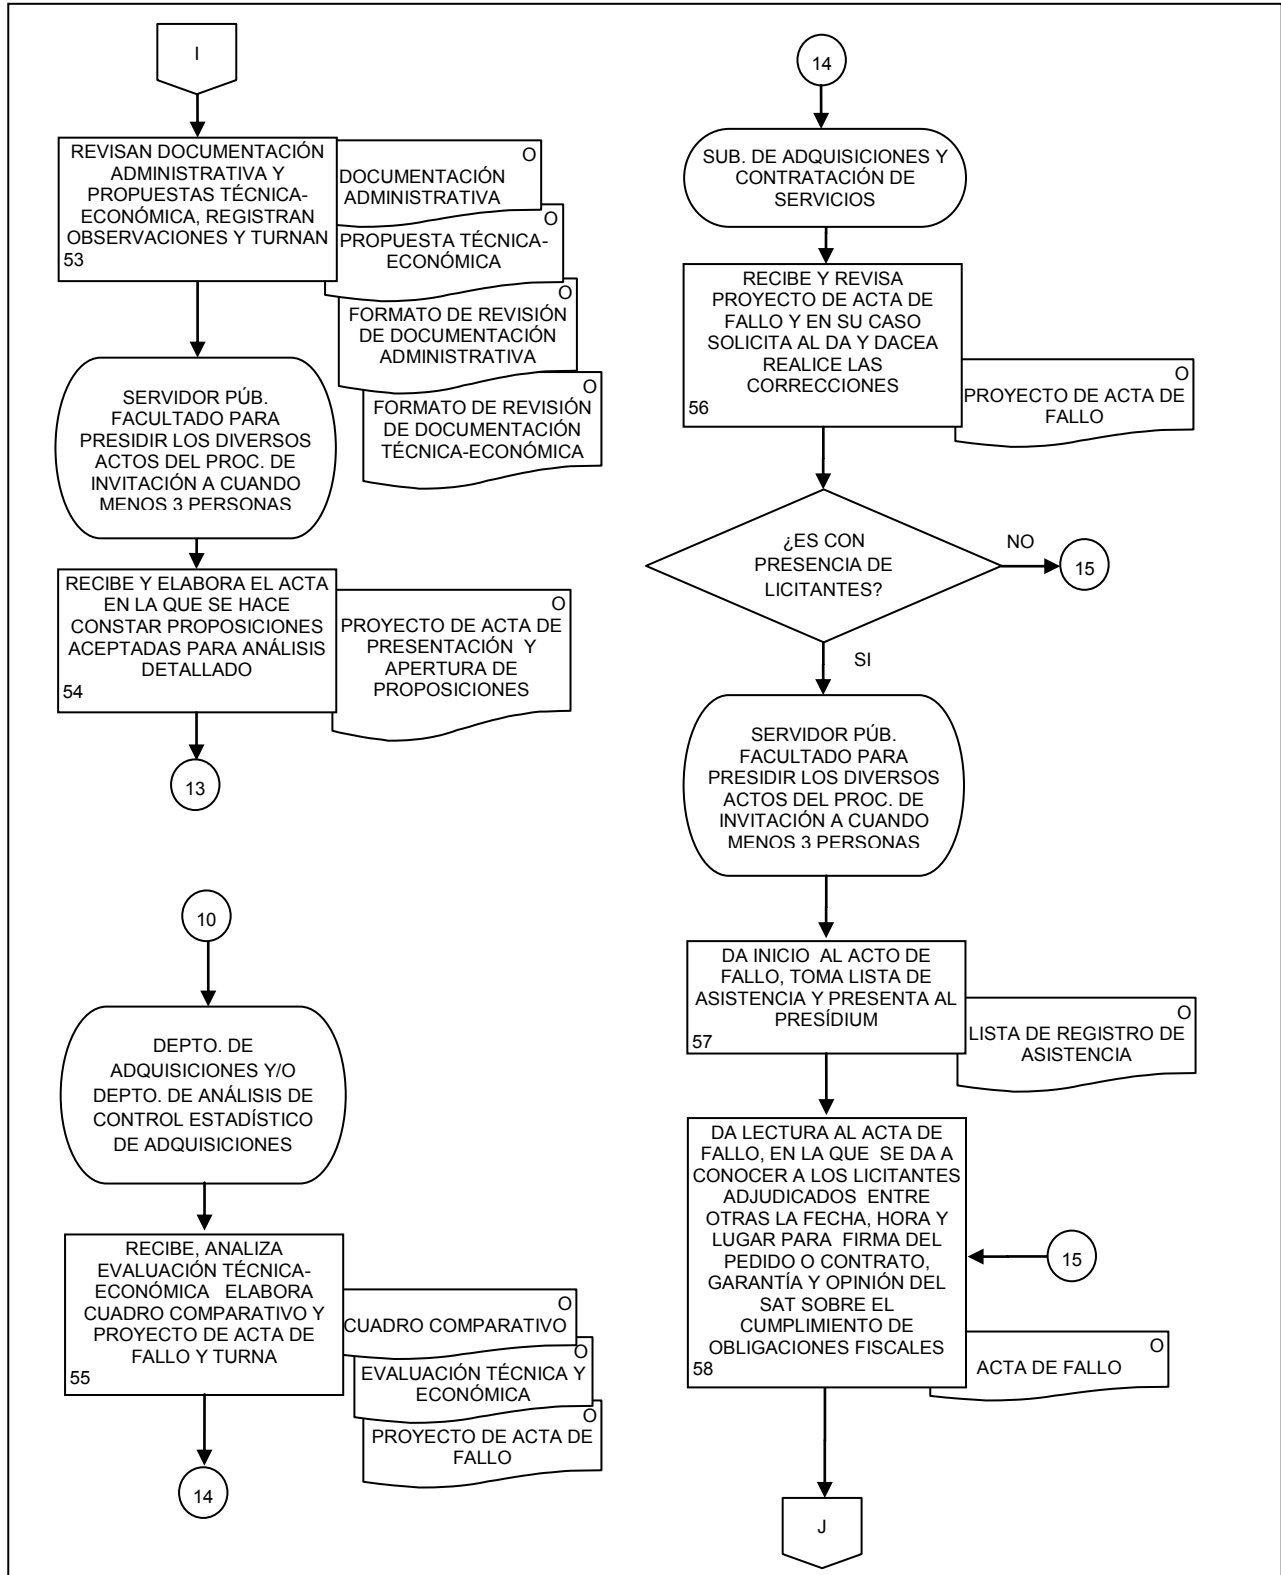 I
REVISAN DOCUMENTACIÓN
ADMINISTRATIVA Y
PROPUESTAS TÉCNICA-
ECONÓMICA, REGISTRAN
OBSERVACIONES Y TURNAN
53
O
DOCUMENTACIÓN
ADMINISTRATIVA
O
PROPUESTA TÉCNICA-
ECONÓMICA
O
FORMATO DE REVISIÓN
DE DOCUMENTACIÓN
ADMINISTRATIVA
O
FORMATO DE REVISIÓN
DE DOCUMENTACIÓN
TÉCNICA-ECONÓMICA
SERVIDOR PÚB.
FACULTADO PARA
PRESIDIR LOS DIVERSOS
ACTOS DEL PROC. DE
INVITACIÓN A CUANDO
MENOS 3 PERSONAS
RECIBE Y ELABORA EL ACTA
EN LA QUE SE HACE
CONSTAR PROPOSICIONES
ACEPTADAS PARA ANÁLISIS
DETALLADO
54
O
PROYECTO DE ACTA DE
PRESENTACIÓN Y
APERTURA DE
PROPOSICIONES
13
10
DEPTO. DE
ADQUISICIONES Y/O
DEPTO. DE ANÁLISIS DE
CONTROL ESTADÍSTICO
DE ADQUISICIONES
RECIBE, ANALIZA
EVALUACIÓN TÉCNICA-
ECONÓMICA ELABORA
CUADRO COMPARATIVO Y
PROYECTO DE ACTA DE
FALLO Y TURNA
55
O
CUADRO COMPARATIVO
O
EVALUACIÓN TÉCNICA Y
ECONÓMICA
O
PROYECTO DE ACTA DE
FALLO
14
14
SUB. DE ADQUISICIONES Y
CONTRATACIÓN DE
SERVICIOS
RECIBE Y REVISA
PROYECTO DE ACTA DE
FALLO Y EN SU CASO
SOLICITA AL DA Y DACEA
REALICE LAS
CORRECCIONES
56
O
PROYECTO DE ACTA DE
FALLO
¿ES CON
PRESENCIA DE
LICITANTES?
NO
15
SI
SERVIDOR PÚB.
FACULTADO PARA
PRESIDIR LOS DIVERSOS
ACTOS DEL PROC. DE
INVITACIÓN A CUANDO
MENOS 3 PERSONAS
DA INICIO AL ACTO DE
FALLO, TOMA LISTA DE
ASISTENCIA Y PRESENTA AL
PRESÍDIUM
57
O
LISTA DE REGISTRO DE
ASISTENCIA
DA LECTURA AL ACTA DE
FALLO, EN LA QUE SE DA A
CONOCER A LOS LICITANTES
ADJUDICADOS ENTRE
OTRAS LA FECHA, HORA Y
LUGAR PARA FIRMA DEL
PEDIDO O CONTRATO,
GARANTÍA Y OPINIÓN DEL
SAT SOBRE EL
CUMPLIMIENTO DE
OBLIGACIONES FISCALES
58
15
O
ACTA DE FALLO
J